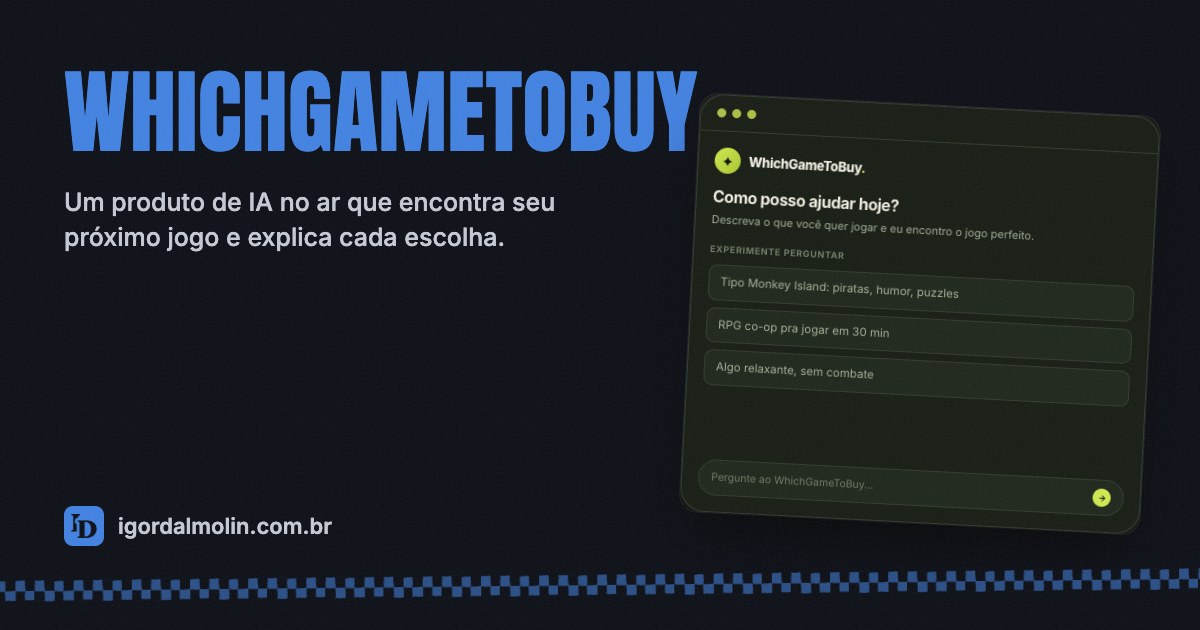 WHICHGAMETOBUY
Um produto de IA no ar que encontra seu
próximo jogo e explica cada escolha.
WhichGameToBuy.
Como posso ajudar hoje?
Descreva o que você quer jogar e eu encontro o jogo perfeito.
EXPERIMENTE PERGUNTAR
Tipo Monkey Island: piratas, humor, puzzles
RPG co-op pra jogar em 30 min
Algo relaxante, sem combate
Pergunte ao WhichGameToBuy...
ID
igordalmolin.com.br